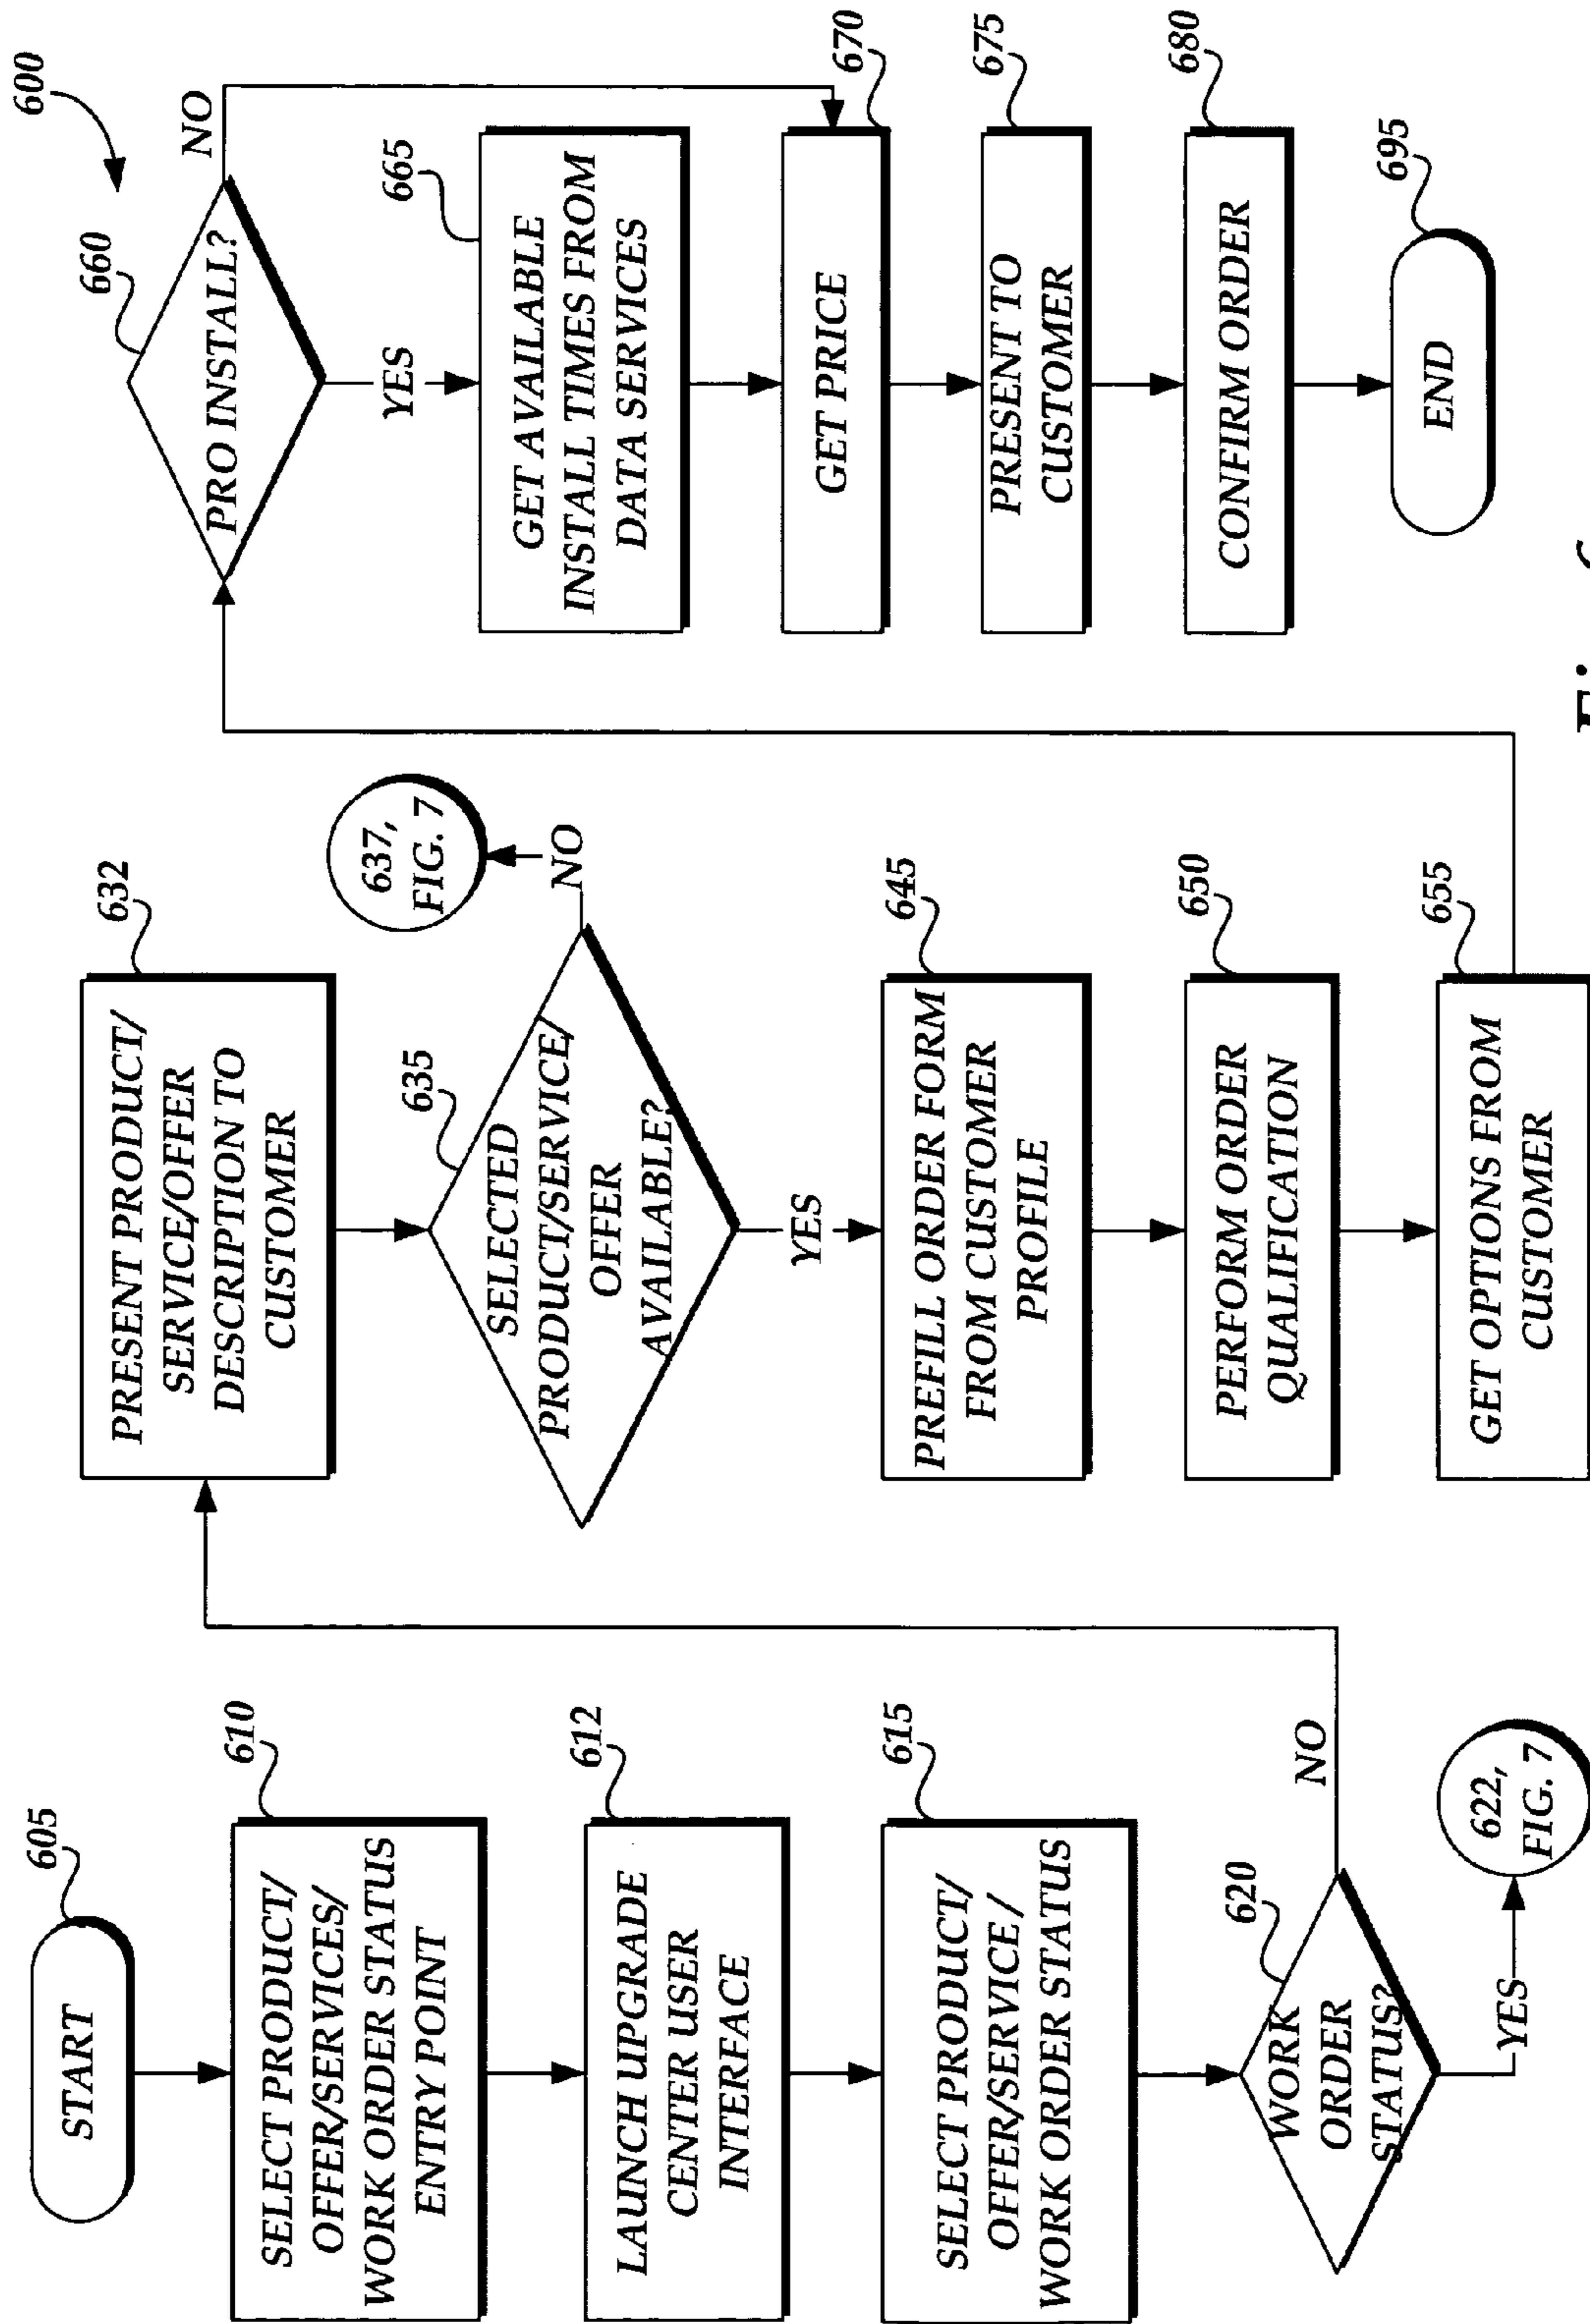 600
605
START
610
SELECT PRODUCT/
OFFER/SERVICES/
WORK ORDER STATUS
ENTRY POINT
612
LAUNCH UPGRADE
CENTER USER
INTERFACE
615
SELECT PRODUCT/
OFFER/SERVICE/
WORK ORDER STATUS
620
WORK
ORDER
STATUS?
NO
YES
622,
FIG. 7
632
PRESENT PRODUCT/
SERVICE/OFFER
DESCRIPTION TO
CUSTOMER
635
SELECTED
PRODUCT/SERVICE/
OFFER
AVAILABLE?
NO
637,
FIG. 7
YES
645
PREFILL ORDER FORM
FROM CUSTOMER
PROFILE
650
PERFORM ORDER
QUALIFICATION
655
GET OPTIONS FROM
CUSTOMER
660
PRO INSTALL?
NO
YES
665
GET AVAILABLE
INSTALL TIMES FROM
DATA SERVICES
670
GET PRICE
675
PRESENT TO
CUSTOMER
680
CONFIRM ORDER
695
END